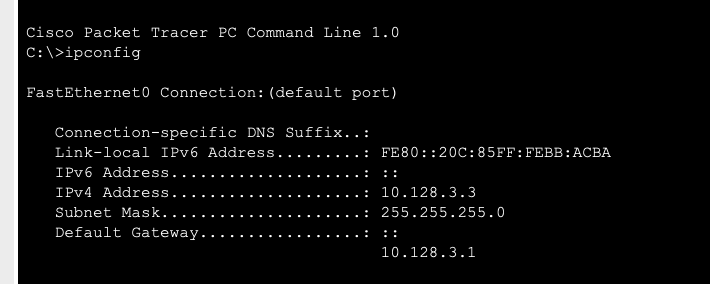 Cisco Packet Tracer PC Command Line 1.0
C:\>ipconfig
FastEthernet0 Connection:(default port)
Connection-specific DNS Suffix..:
Link-local IPv6 Address.........: FE80::20C:85FF:FEBB:ACBA
IPv6 Address....................: ::
IPv4 Address....................: 10.128.3.3
Subnet Mask.....................: 255.255.255.0
Default Gateway.................: ::
10.128.3.1